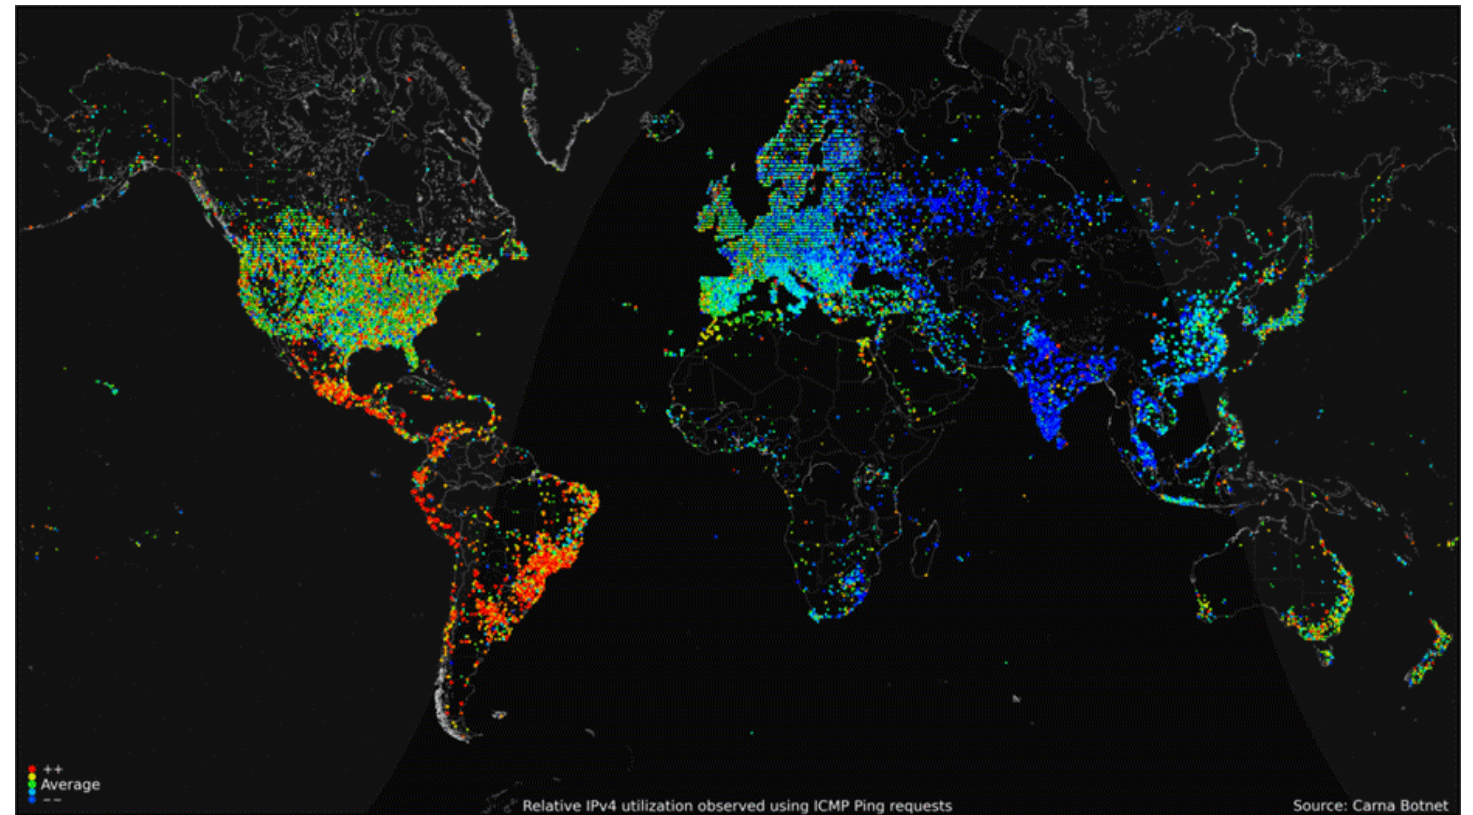 ++
Average
--
Relative IPv4 utilization observed using ICMP Ping requests
Source: Carna Botnet